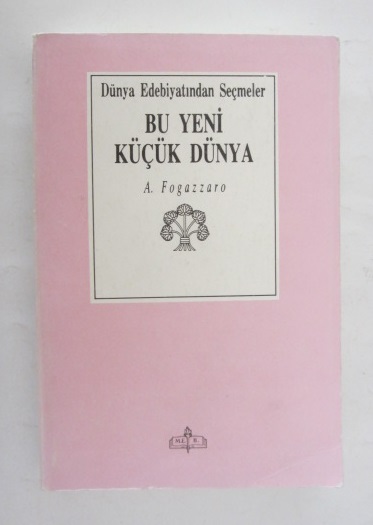 Dünya Edebiyatından Seçmeler
BU YENİ
KÜÇÜK DÜNYA
A. Fogazzaro